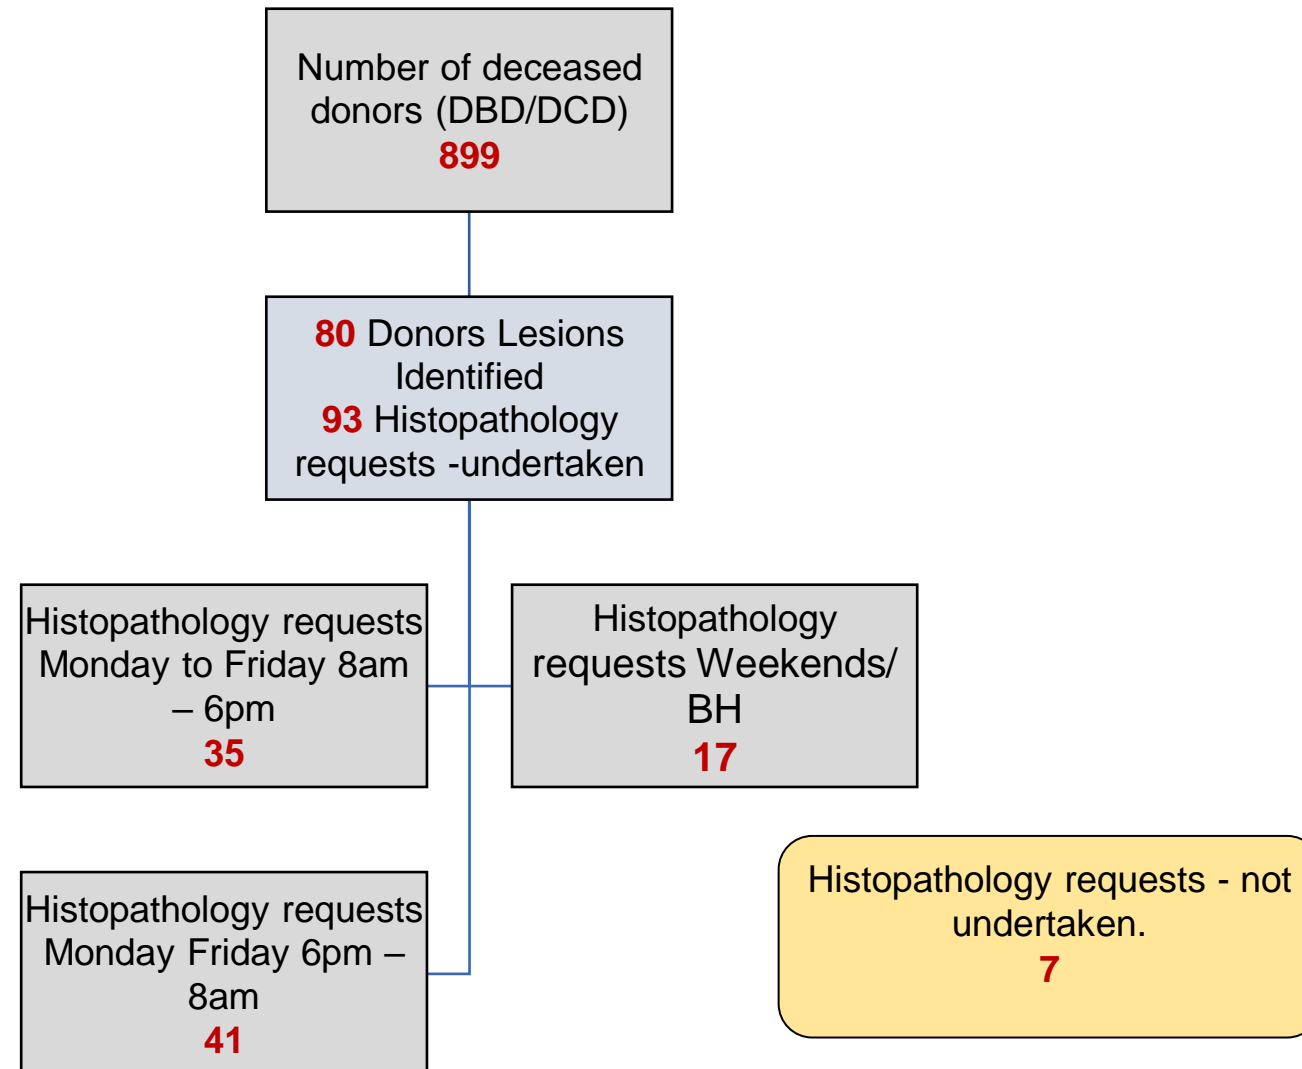 Number of deceased
donors (DBD/DCD)
899
80 Donors Lesions
Identified
93 Histopathology
requests -undertaken
Histopathology requests
Monday to Friday 8am
– 6pm
35
Histopathology
requests Weekends/
BH
17
Histopathology requests
Monday Friday 6pm –
8am
41
Histopathology requests - not
undertaken.
7